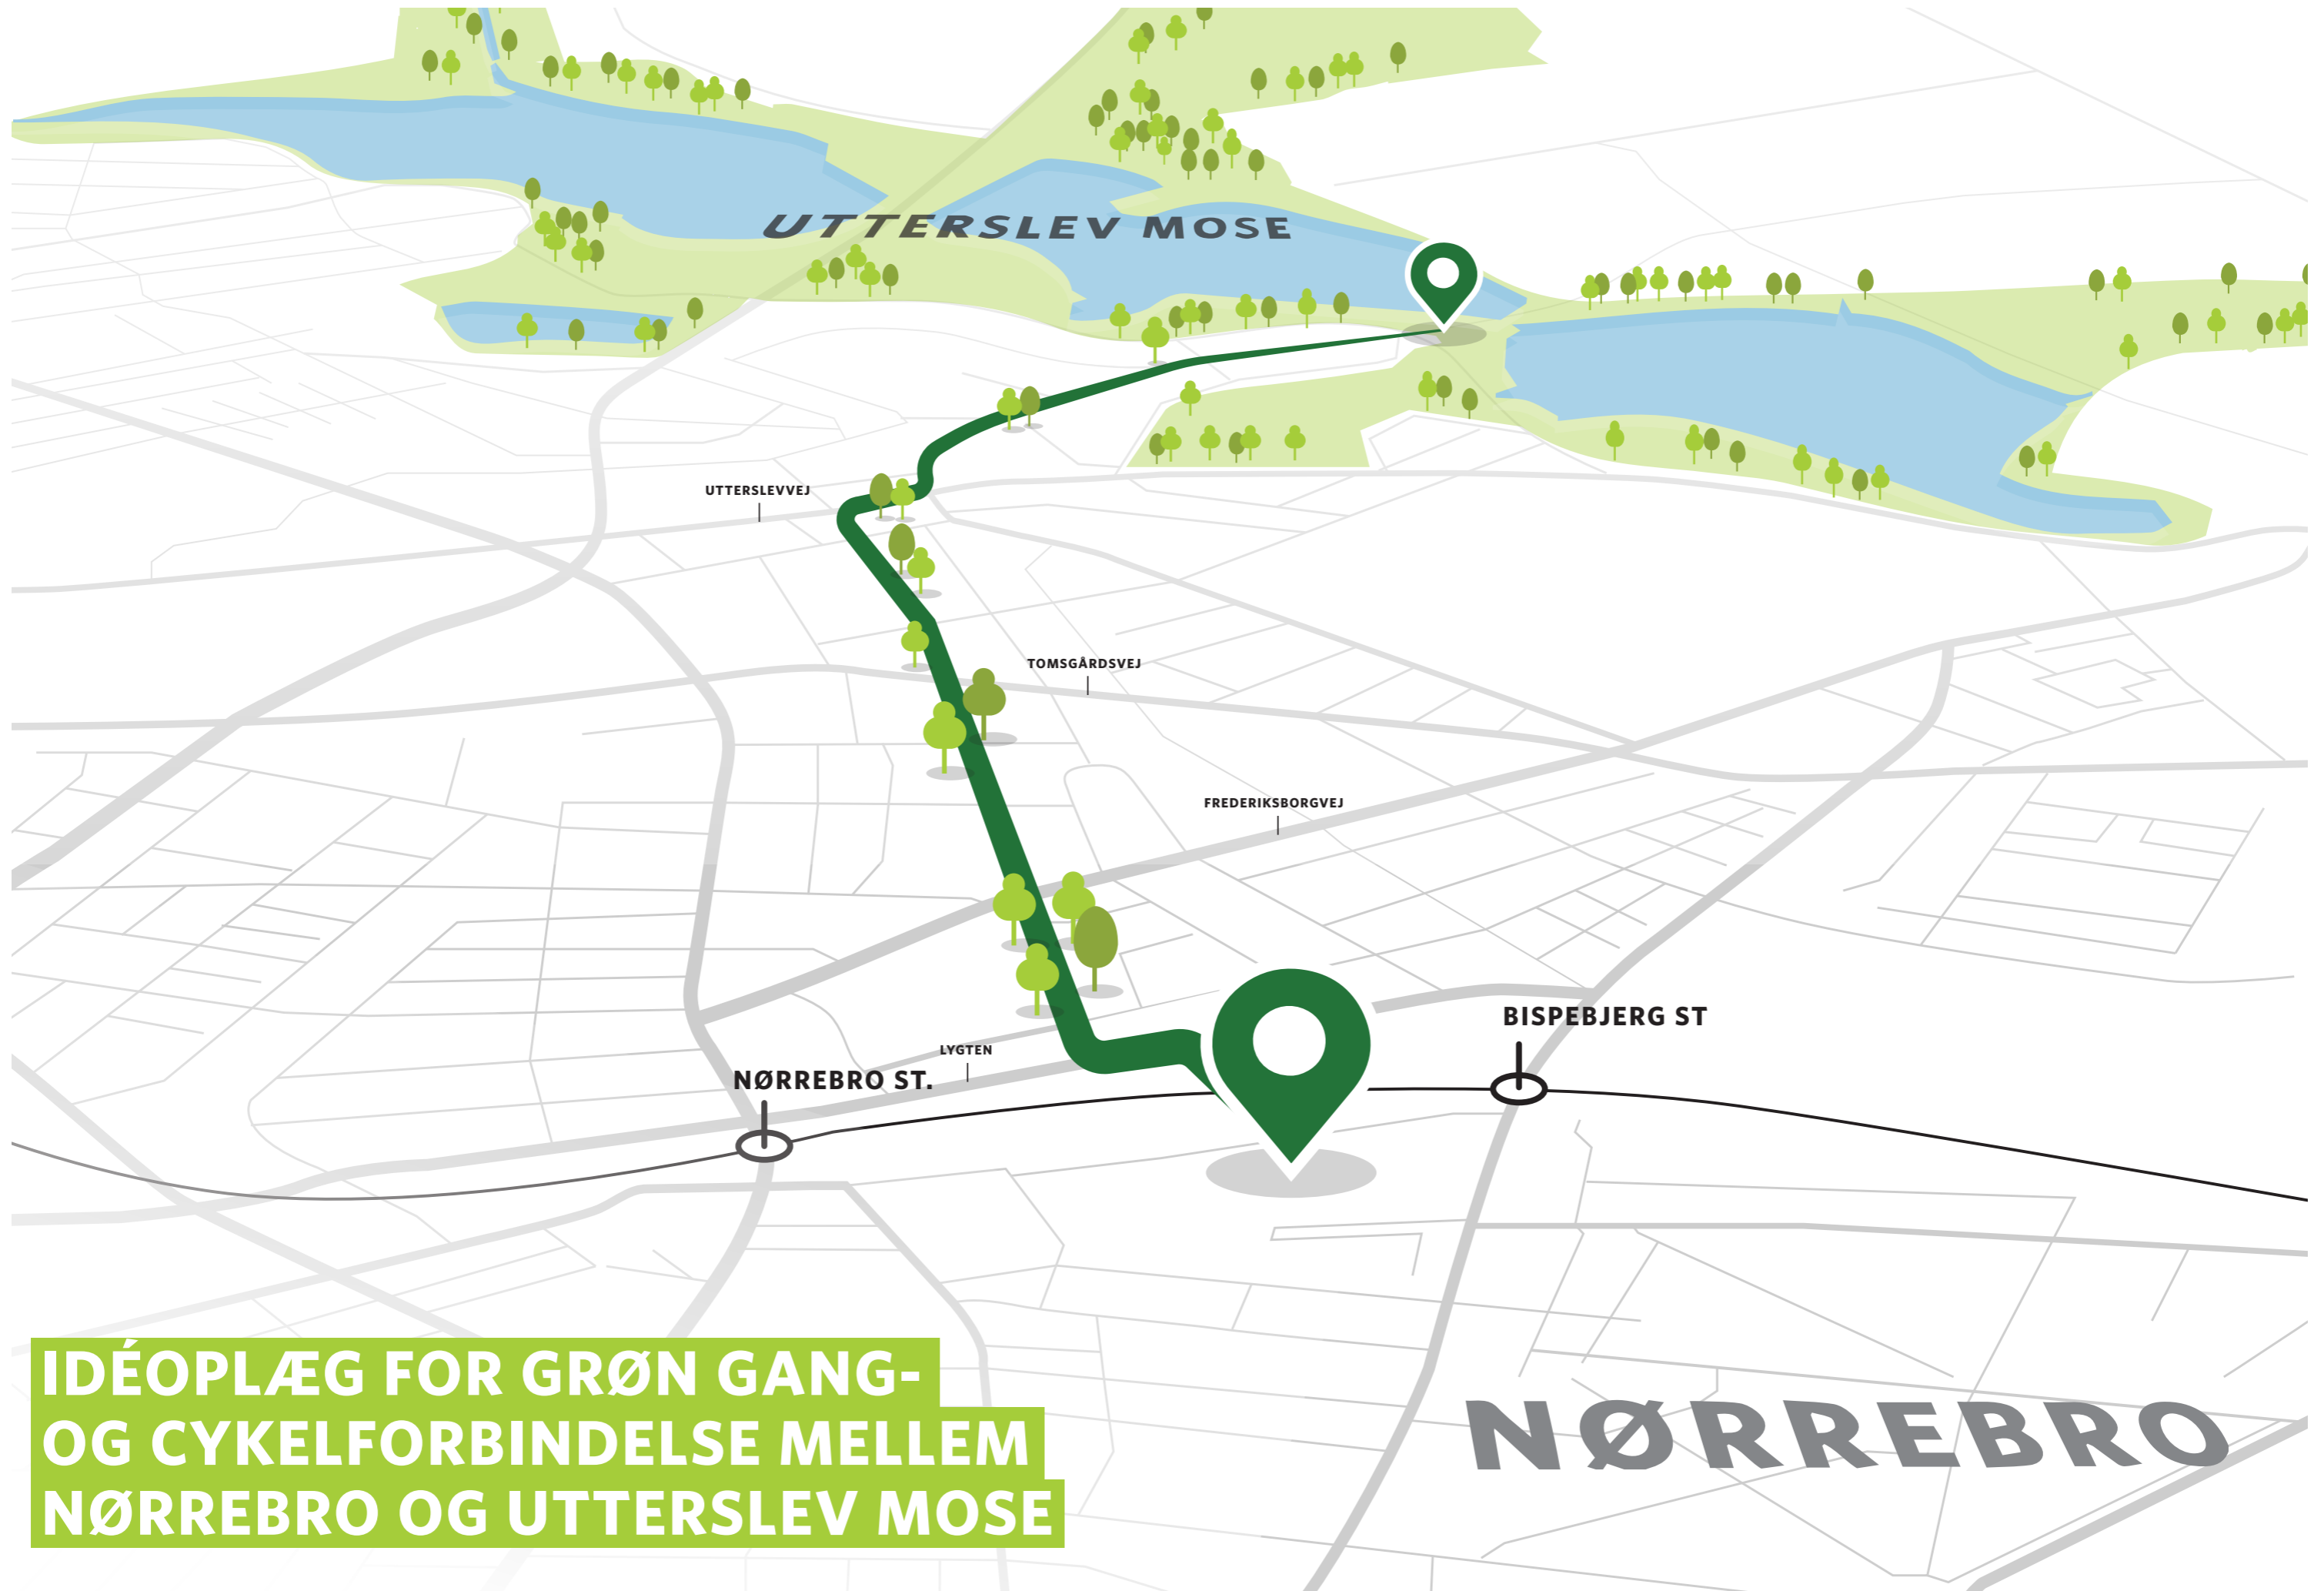 UTTERSLEV MOSE
UTTERSLEVVEJ
TOMSGÅRDSVEJ
FREDERIKSBORGVEJ
BISPEBJERG ST
LYGTEN
NØRREBRO ST.
NØRREBRO
IDÉOPLÆG FOR GRØN GANG-
OG CYKELFORBINDELSE MELLEM
NØRREBRO OG UTTERSLEV MOSE